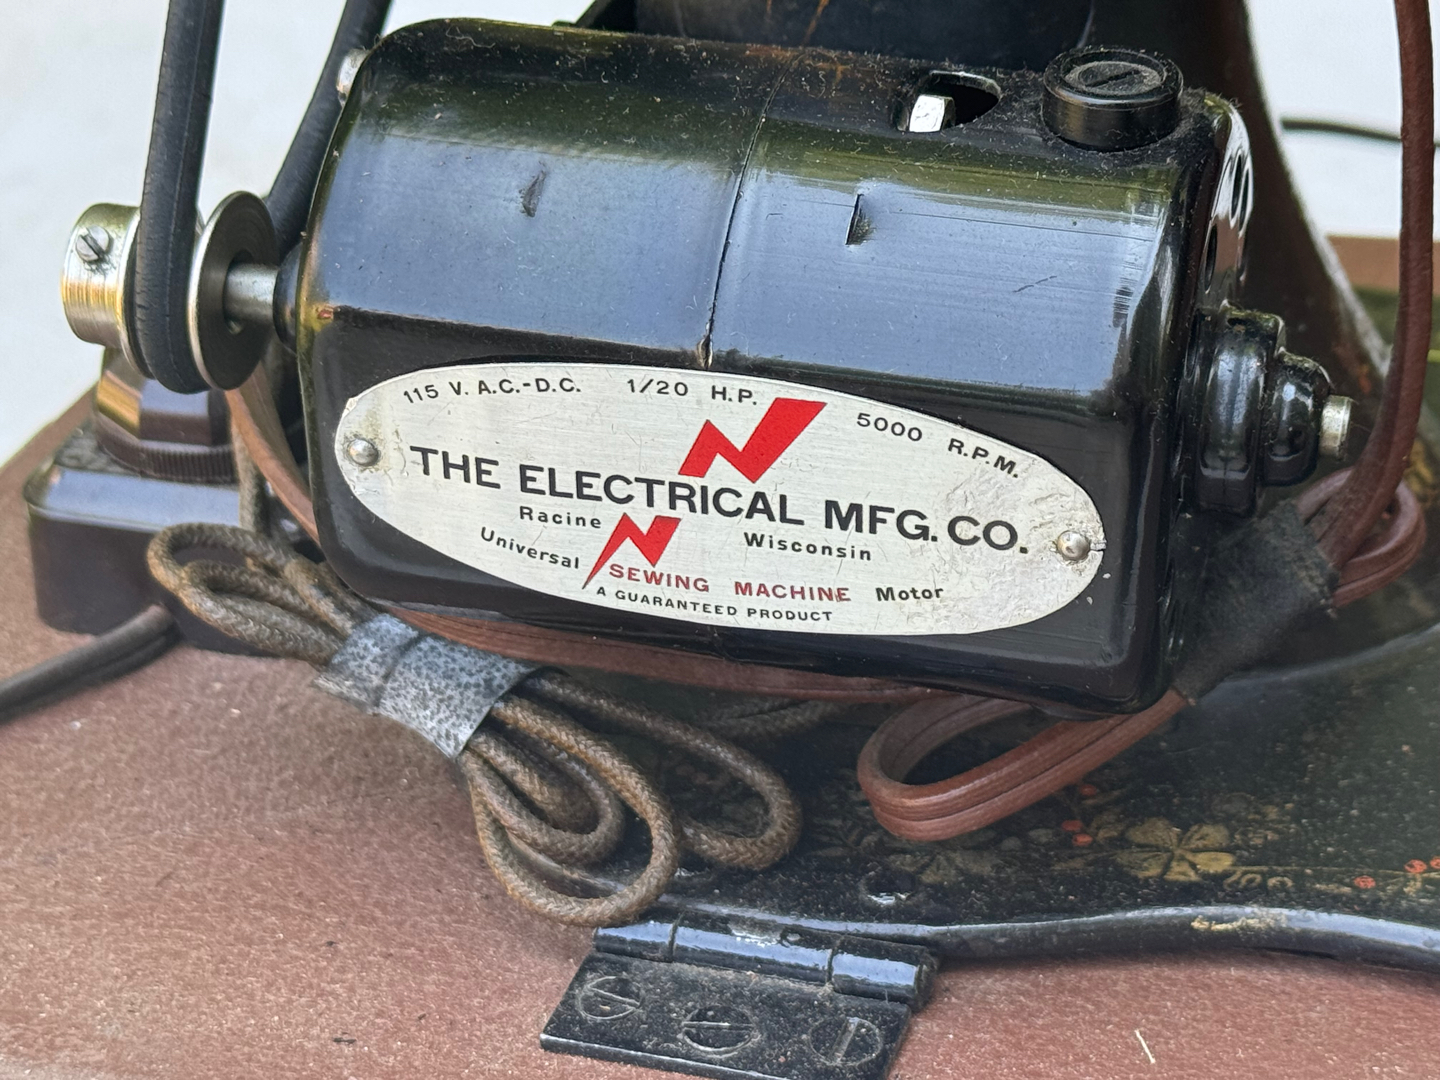 115 V. A.C.-D.C. 1/20 H.P. 5000 R.P.M.
THE ELECTRICAL MFG. CO.
Racine Wisconsin
Universal SEWING MACHINE Motor
A GUARANTEED PRODUCT